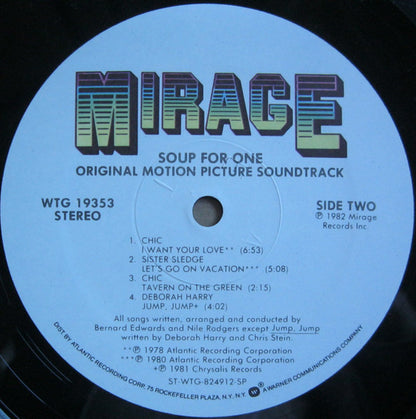 MIRAGE
SOUP FOR ONE
ORIGINAL MOTION PICTURE SOUNDTRACK
WTG 19353
STEREO
SIDE TWO
℗ 1982 Mirage
Records Inc.
1. CHIC
I WANT YOUR LOVE** (6:53)
2. SISTER SLEDGE
LET'S GO ON VACATION*** (5:08)
3. CHIC
TAVERN ON THE GREEN (2:15)
4. DEBORAH HARRY
JUMP, JUMP+ (4:02)
All songs written, arranged and conducted by
Bernard Edwards and Nile Rodgers except Jump, Jump
written by Deborah Harry and Chris Stein.
**℗ 1978 Atlantic Recording Corporation
***℗ 1980 Atlantic Recording Corporation
+℗ 1981 Chrysalis Records
ST-WTG-824912-SP
DIST. BY ATLANTIC RECORDING CORP. 75 ROCKEFELLER PLAZA, N.Y. N.Y. W A WARNER COMMUNICATIONS COMPANY